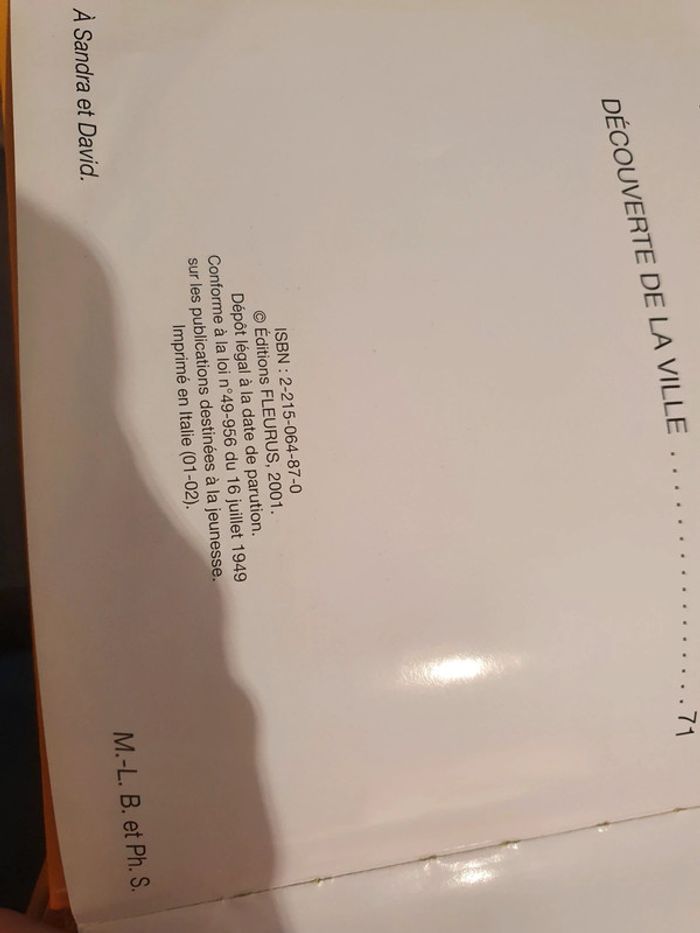 DÉCOUVERTE DE LA VILLE . . . . . . . . . . . . . . . . 71
ISBN : 2-215-064-87-0
© Éditions FLEURUS, 2001.
Dépôt légal à la date de parution.
Conforme à la loi n°49-956 du 16 juillet 1949
sur les publications destinées à la jeunesse.
Imprimé en Italie (01-02).
À Sandra et David.
M.-L. B. et Ph. S.